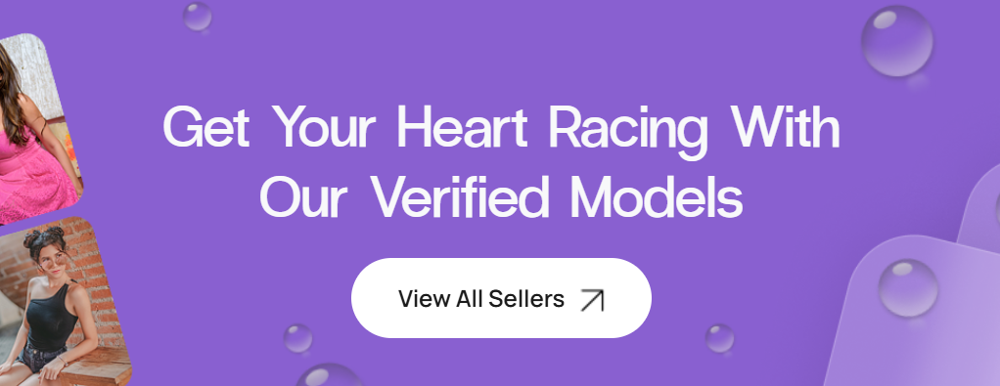 Get Your Heart Racing With
Our Verified Models
View All Sellers